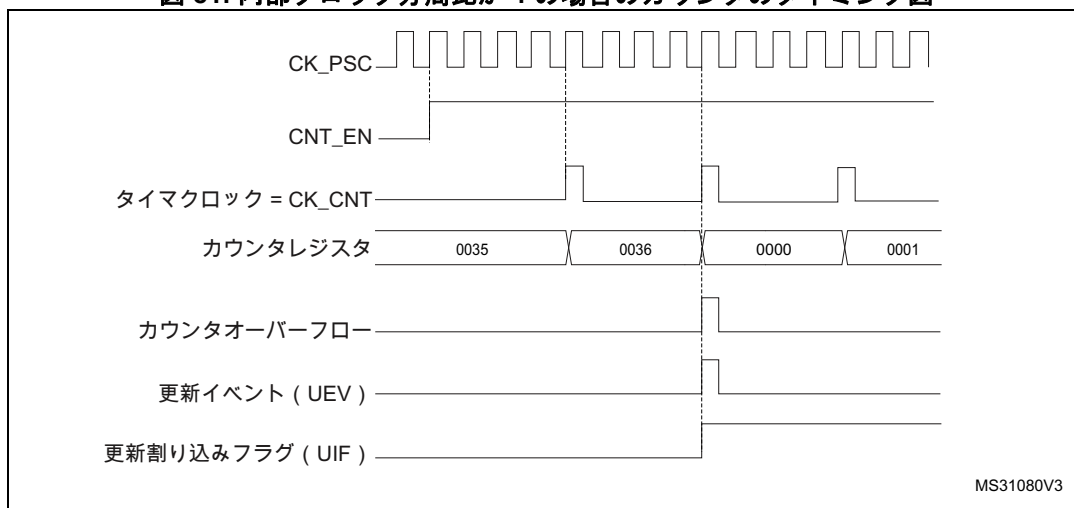 CK_PSC
CNT_EN
タイマクロック = CK_CNT
カウンタレジスタ 0035 0036 0000 0001
カウンタオーバーフロー
更新イベント ( UEV )
更新割り込みフラグ ( UIF )
MS31080V3